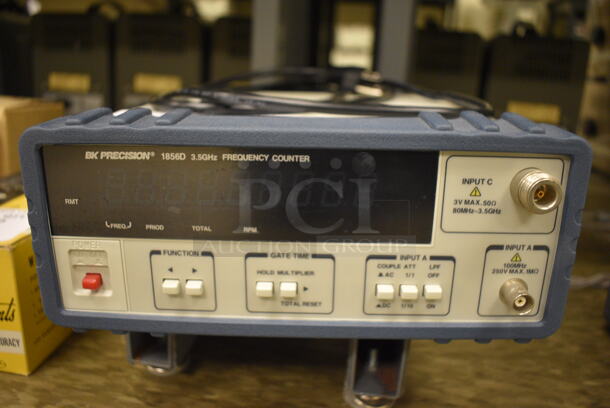 BK PRECISION® 1856D 3.5GHz FREQUENCY COUNTER
RMT
FREQ. PRIOD TOTAL RPM
PCI
AUCTION GROUP
POWER
FUNCTION
◄ ►
GATE TIME
HOLD MULTIPLIER
►
TOTAL RESET
INPUT A
COUPLE ATT LPF
▲ AC 1/1 OFF
▲ DC 1/10 ON
INPUT C
3V MAX. 50Ω
80MHz~3.5GHz
INPUT A
100MHz
250V MAX. 1MΩ
nts
URACY